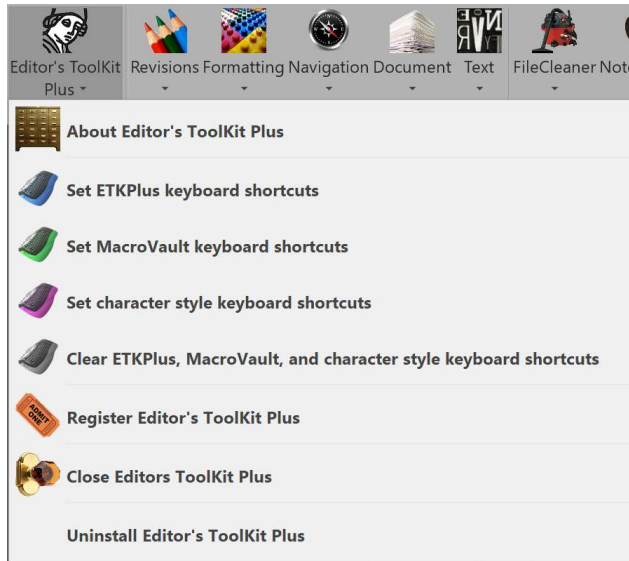 Editor's ToolKit Plus
Revisions Formatting Navigation Document Text FileCleaner
About Editor's ToolKit Plus
Set ETKPlus keyboard shortcuts
Set MacroVault keyboard shortcuts
Set character style keyboard shortcuts
Clear ETKPlus, MacroVault, and character style keyboard shortcuts
ADMIT
ONE
Register Editor's ToolKit Plus
Close Editors ToolKit Plus
Uninstall Editor's ToolKit Plus